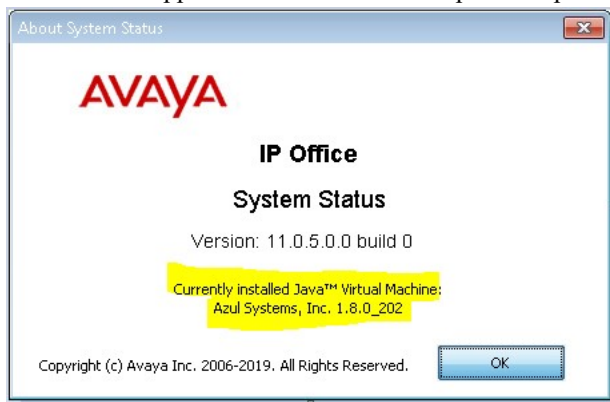 About System Status
AVAYA
IP Office
System Status
Version: 11.0.5.0.0 build 0
Currently installed Java™ Virtual Machine:
Azul Systems, Inc. 1.8.0_202
Copyright (c) Avaya Inc. 2006-2019. All Rights Reserved.
OK